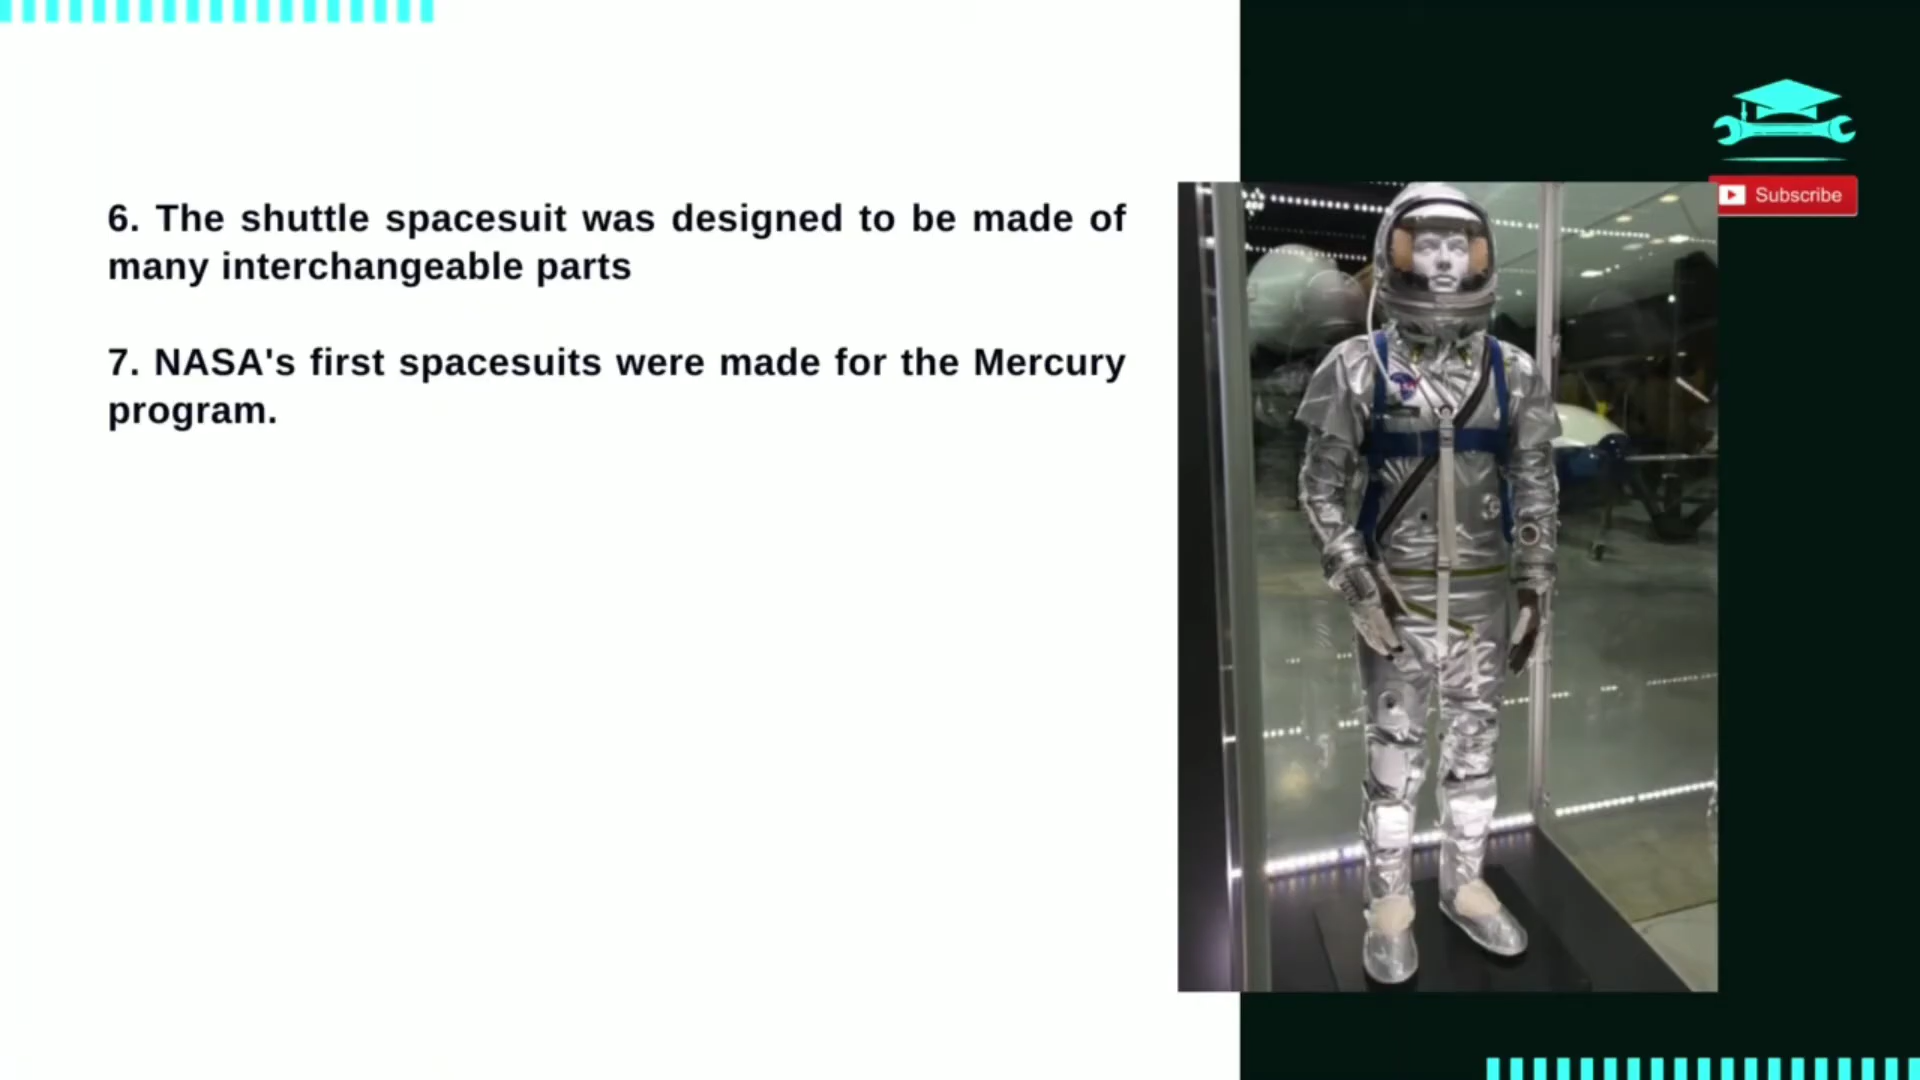 6. The shuttle spacesuit was designed to be made of
many interchangeable parts
7. NASA's first spacesuits were made for the Mercury
program.
Subscribe